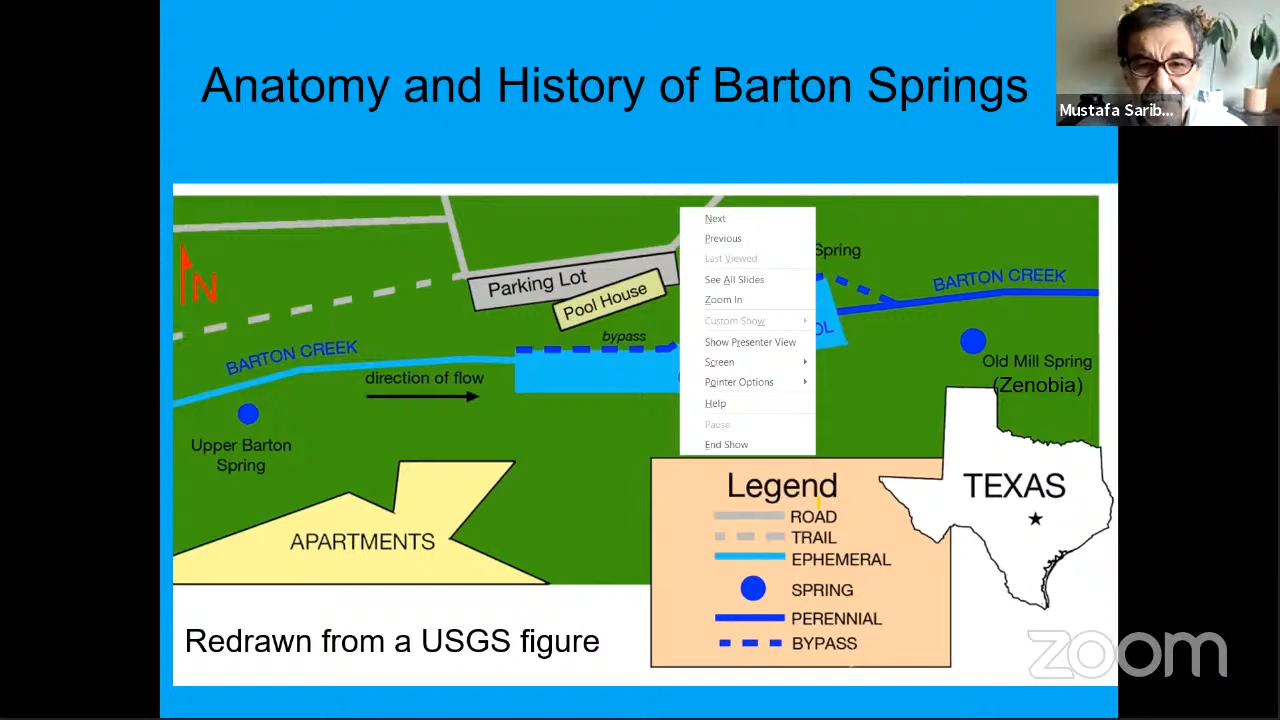 Anatomy and History of Barton Springs
Mustafa Sarib...
N
Parking Lot
Pool House
bypass
BARTON CREEK
direction of flow
Upper Barton
Spring
APARTMENTS
Next
Previous
Last Viewed
See All Slides
Zoom In
Custom Show
Show Presenter View
Screen
Pointer Options
Help
Pause
End Show
Spring
OL
BARTON CREEK
Old Mill Spring
(Zenobia)
Legend
ROAD
TRAIL
EPHEMERAL
SPRING
PERENNIAL
BYPASS
TEXAS
Redrawn from a USGS figure
zoom